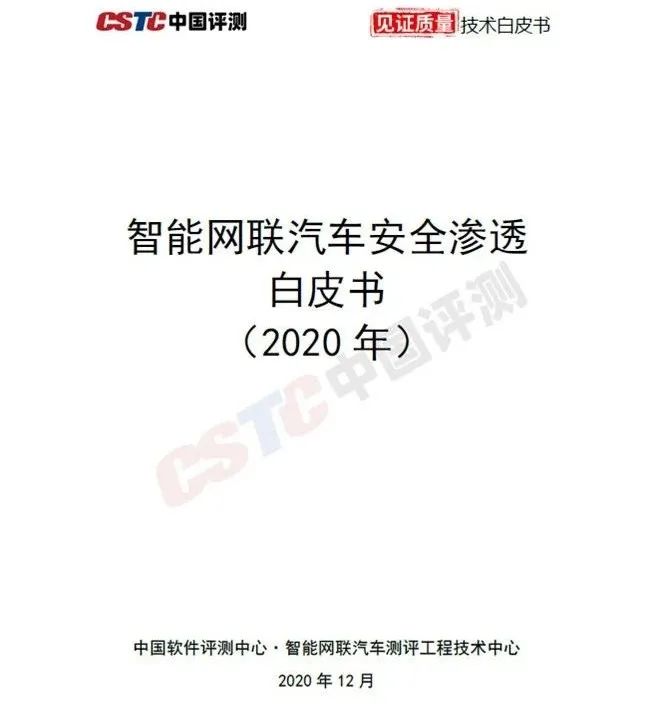 CSTC中国评测
见证质量 技术白皮书
智能网联汽车安全渗透
白皮书
（2020 年）
CSTC中国评测
中国软件评测中心·智能网联汽车测评工程技术中心
2020 年 12 月